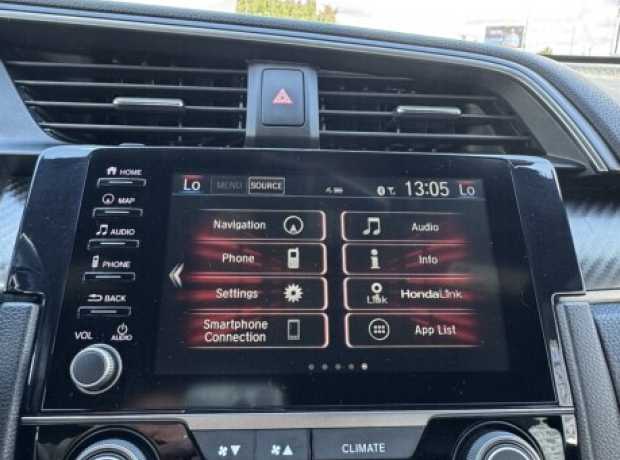 HOME
MAP
AUDIO
PHONE
BACK
VOL AUDIO
Lo MENU SOURCE 13:05 Lo
Navigation Audio
Phone Info
Settings Link HondaLink
Smartphone
Connection App List
CLIMATE